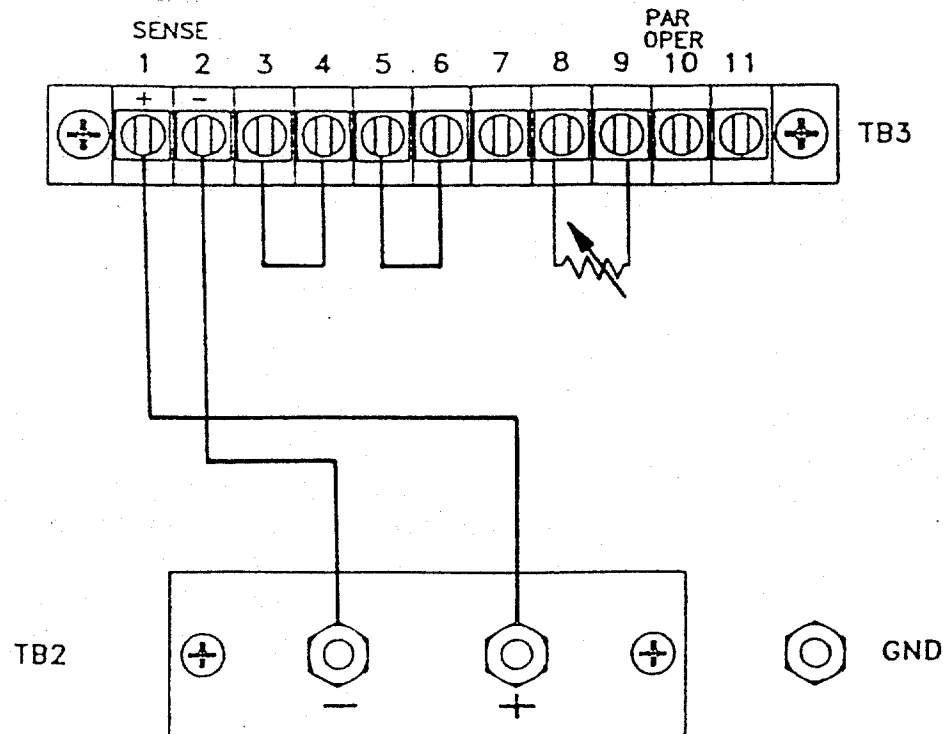 SENSE
PAR
OPER
1 2 3 4 5 6 7 8 9 10 11
+ −
TB3
TB2
GND
− +